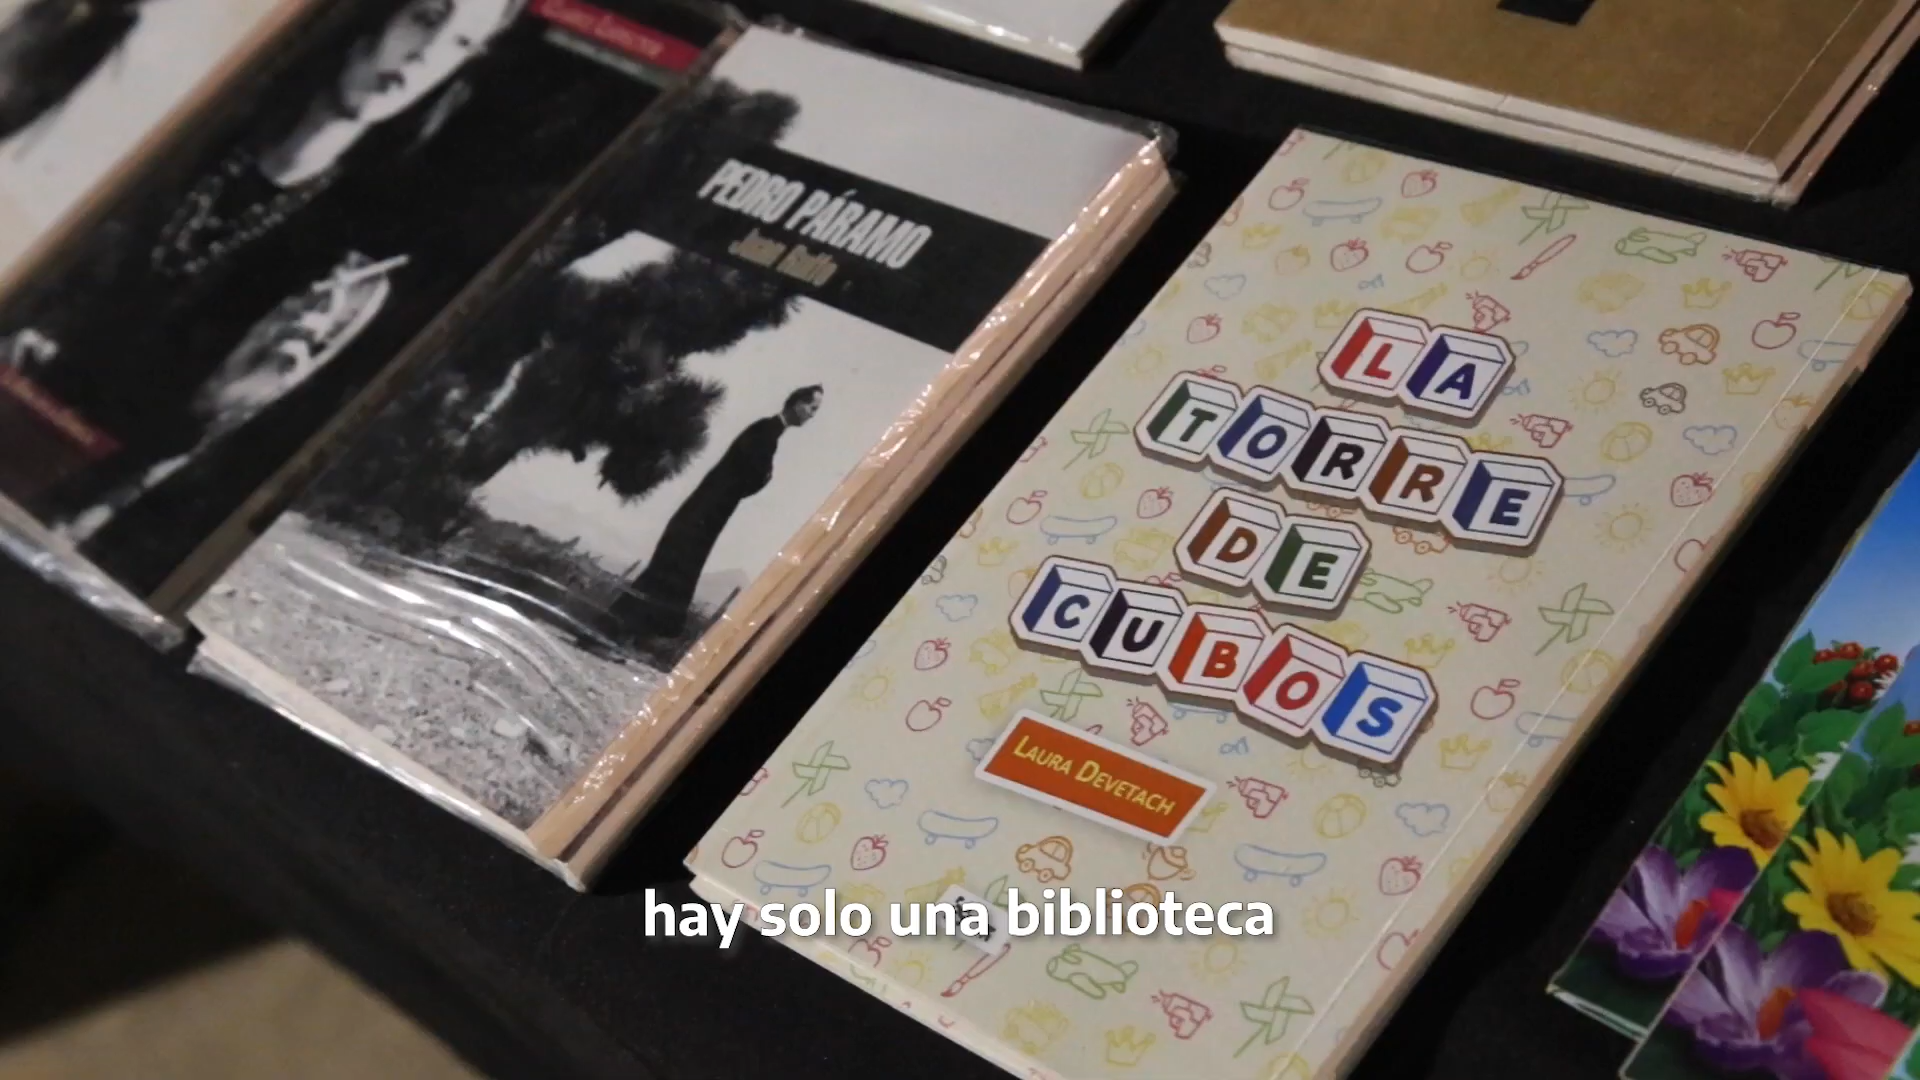 PEDRO PÁRAMO
Juan Rulfo
LA
TORRE
DE
CUBOS
LAURA DEVETACH
hay solo una biblioteca